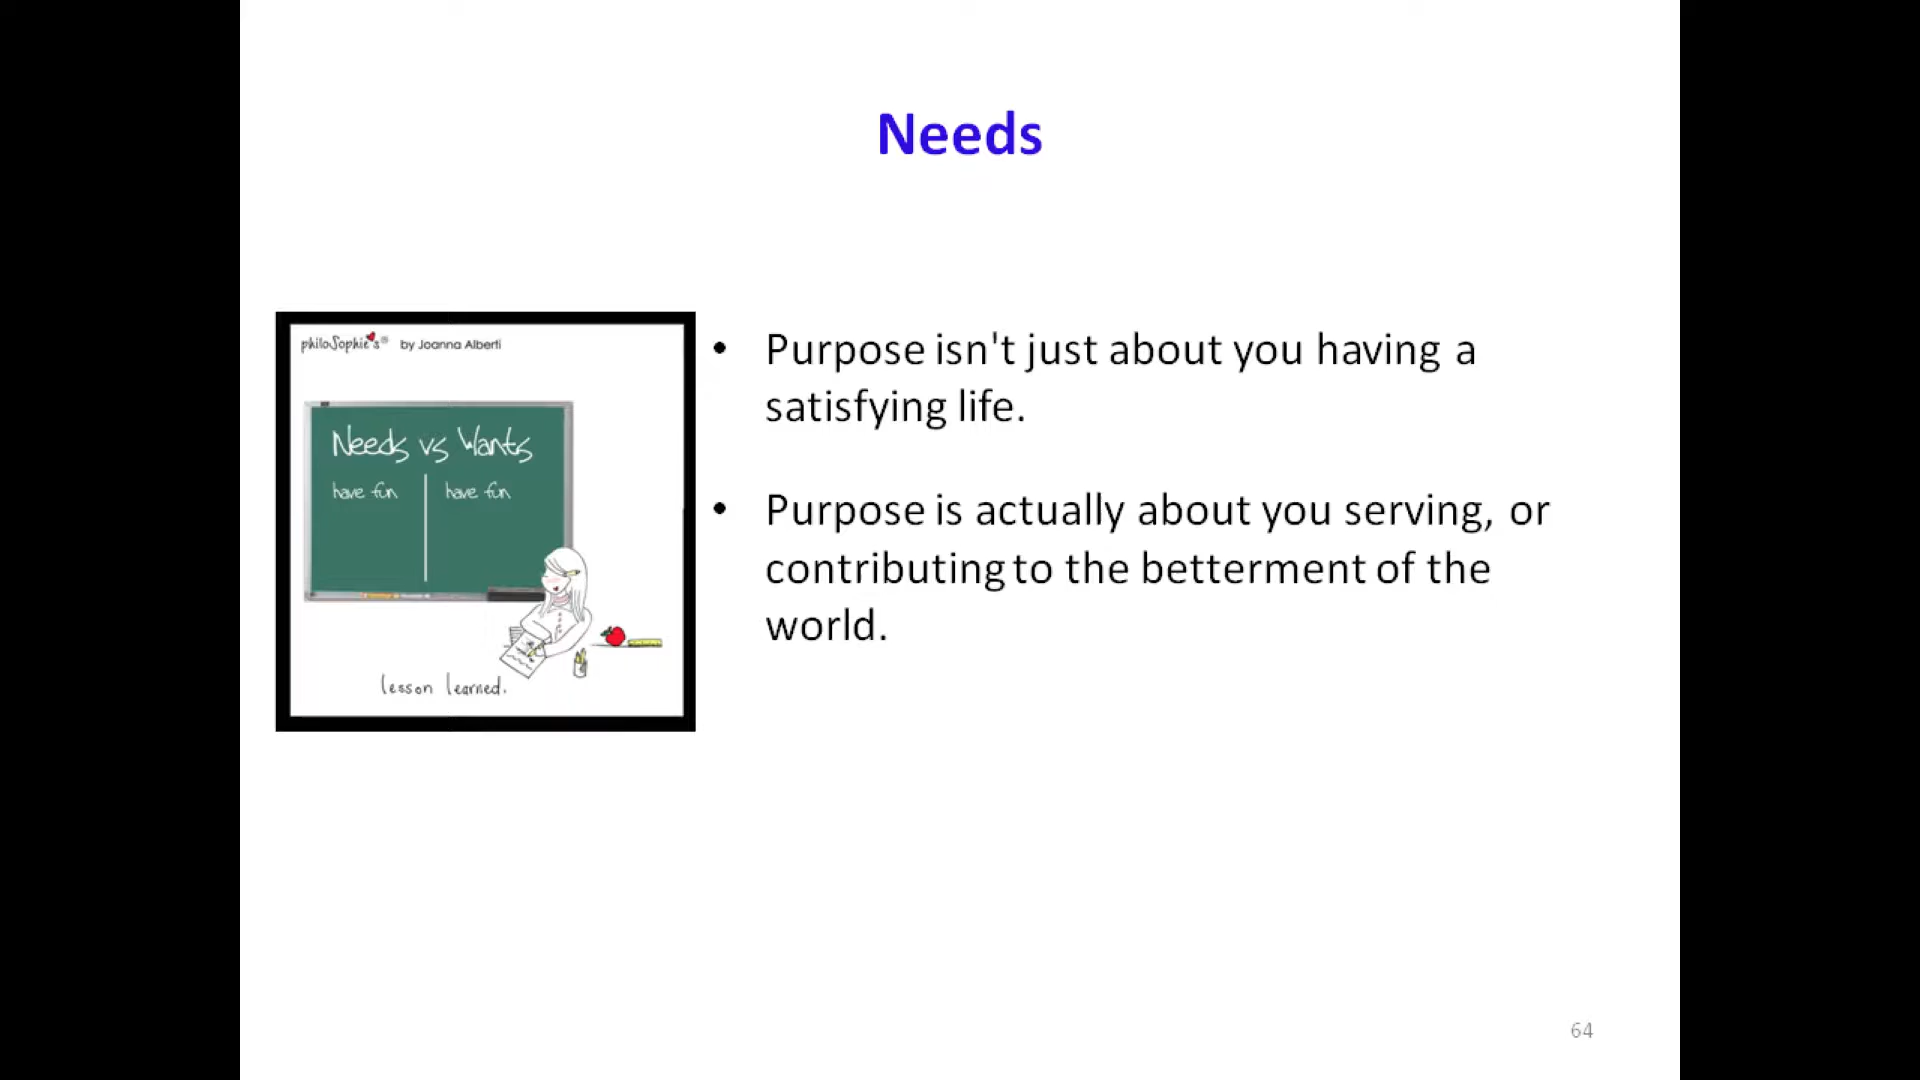 Needs
philoSophie's® by Joanna Alberti
Needs vs Wants
have fun have fun
lesson learned.
• Purpose isn't just about you having a
satisfying life.
• Purpose is actually about you serving, or
contributing to the betterment of the
world.
64